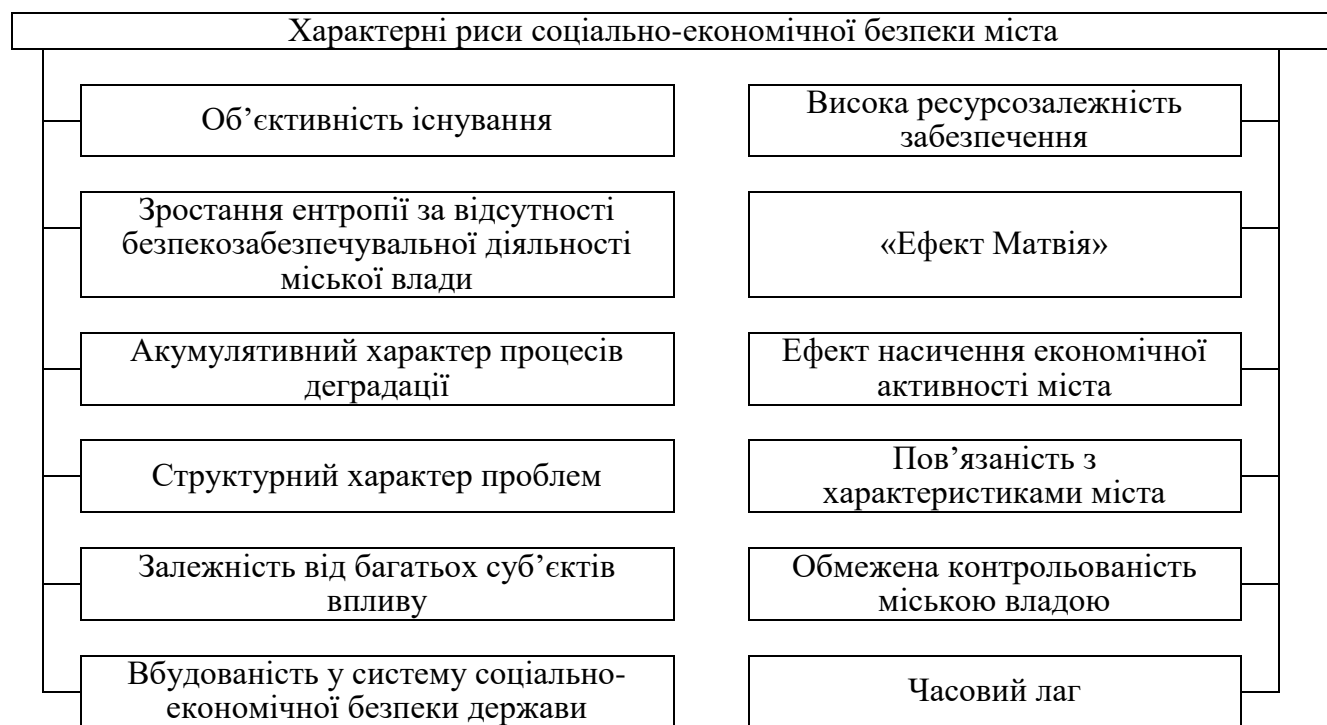 Характерні риси соціально-економічної безпеки міста
Об’єктивність існування
Зростання ентропії за відсутності
безпекозабезпечувальної діяльності
міської влади
Акумулятивний характер процесів
деградації
Структурний характер проблем
Залежність від багатьох суб’єктів
впливу
Вбудованість у систему соціально-
економічної безпеки держави
Висока ресурсозалежність
забезпечення
«Ефект Матвія»
Ефект насичення економічної
активності міста
Пов’язаність з
характеристиками міста
Обмежена контрольованість
міською владою
Часовий лаг